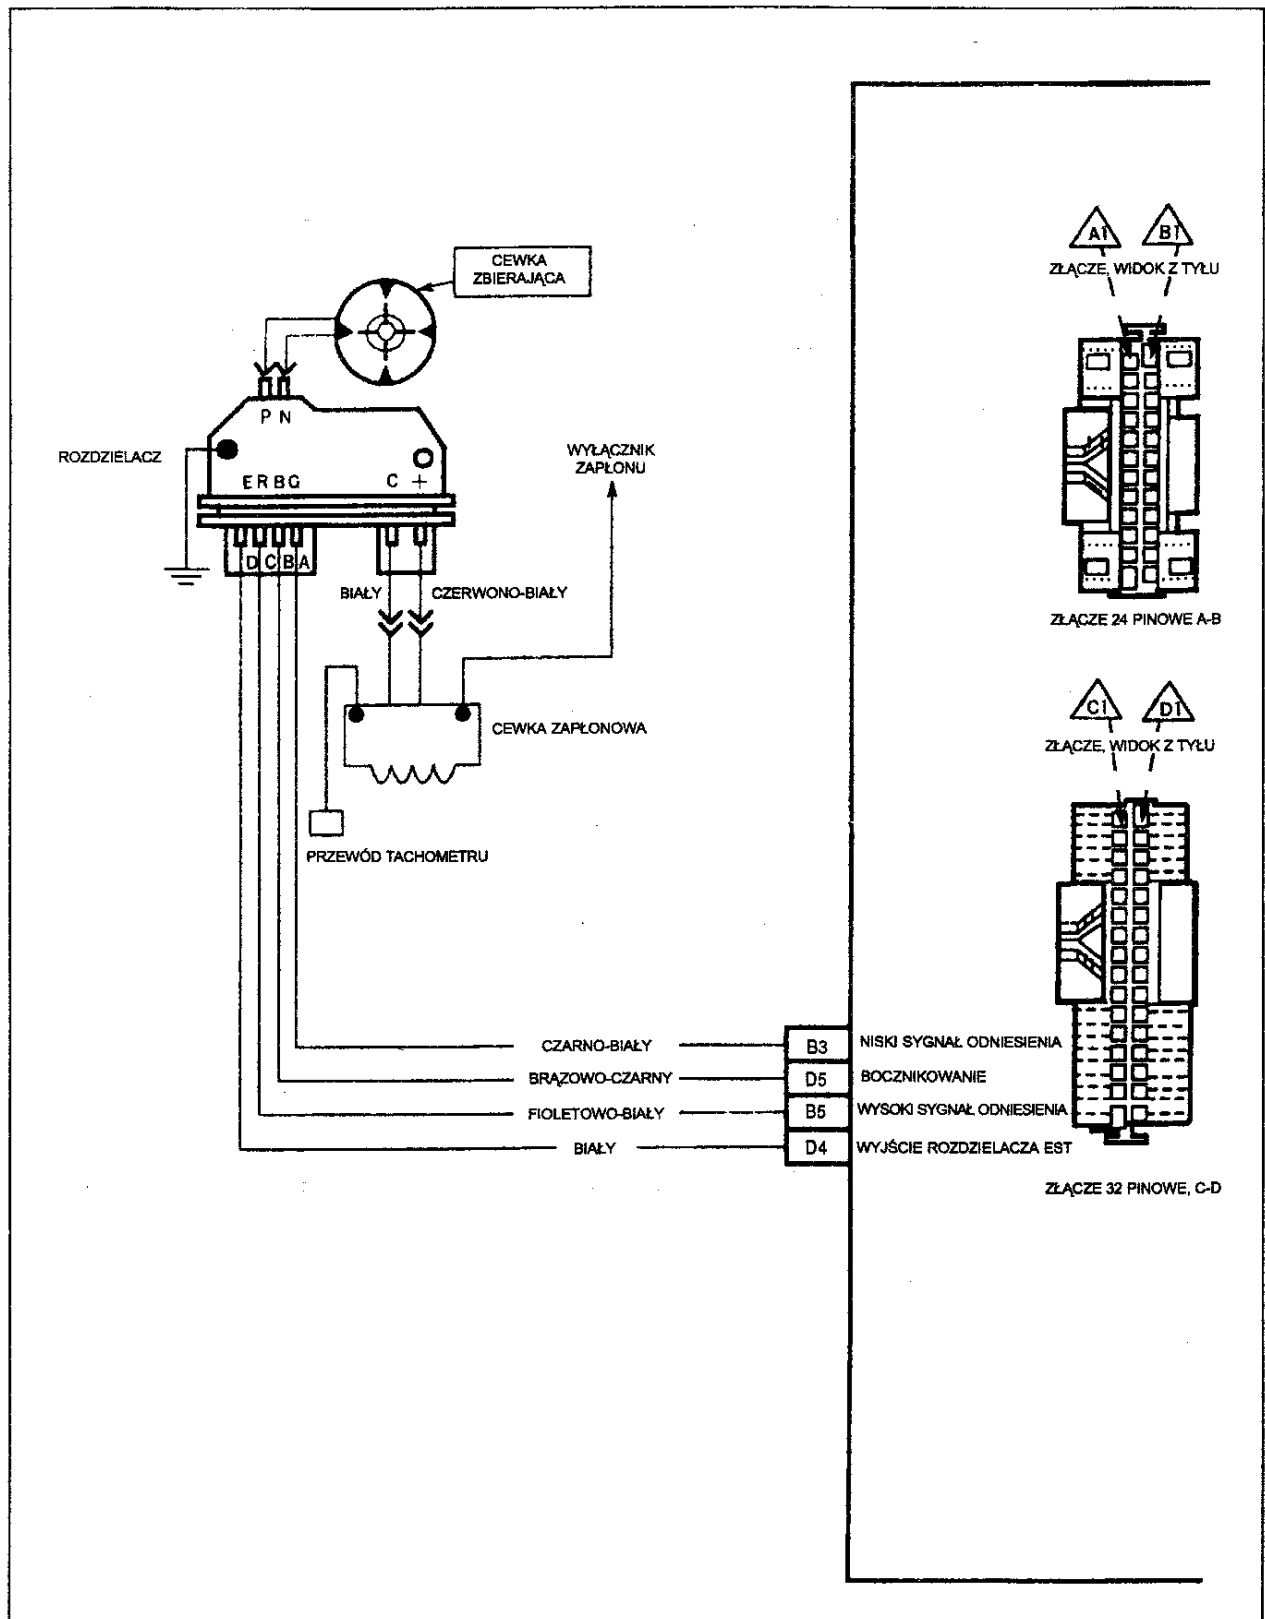 A1 B1
ZŁĄCZE, WIDOK Z TYŁU
CEWKA
ZBIERAJĄCA
P N
ROZDZIELACZ
WYŁĄCZNIK
ZAPŁONU
E R B G C +
D C B A
BIAŁY CZERWONO-BIAŁY
ZŁĄCZE 24 PINOWE A-B
C1 D1
CEWKA ZAPŁONOWA
ZŁĄCZE, WIDOK Z TYŁU
PRZEWÓD TACHOMETRU
CZARNO-BIAŁY B3 NISKI SYGNAŁ ODNIESIENIA
BRĄZOWO-CZARNY D5 BOCZNIKOWANIE
FIOLETOWO-BIAŁY B5 WYSOKI SYGNAŁ ODNIESIENIA
BIAŁY D4 WYJŚCIE ROZDZIELACZA EST
ZŁĄCZE 32 PINOWE, C-D